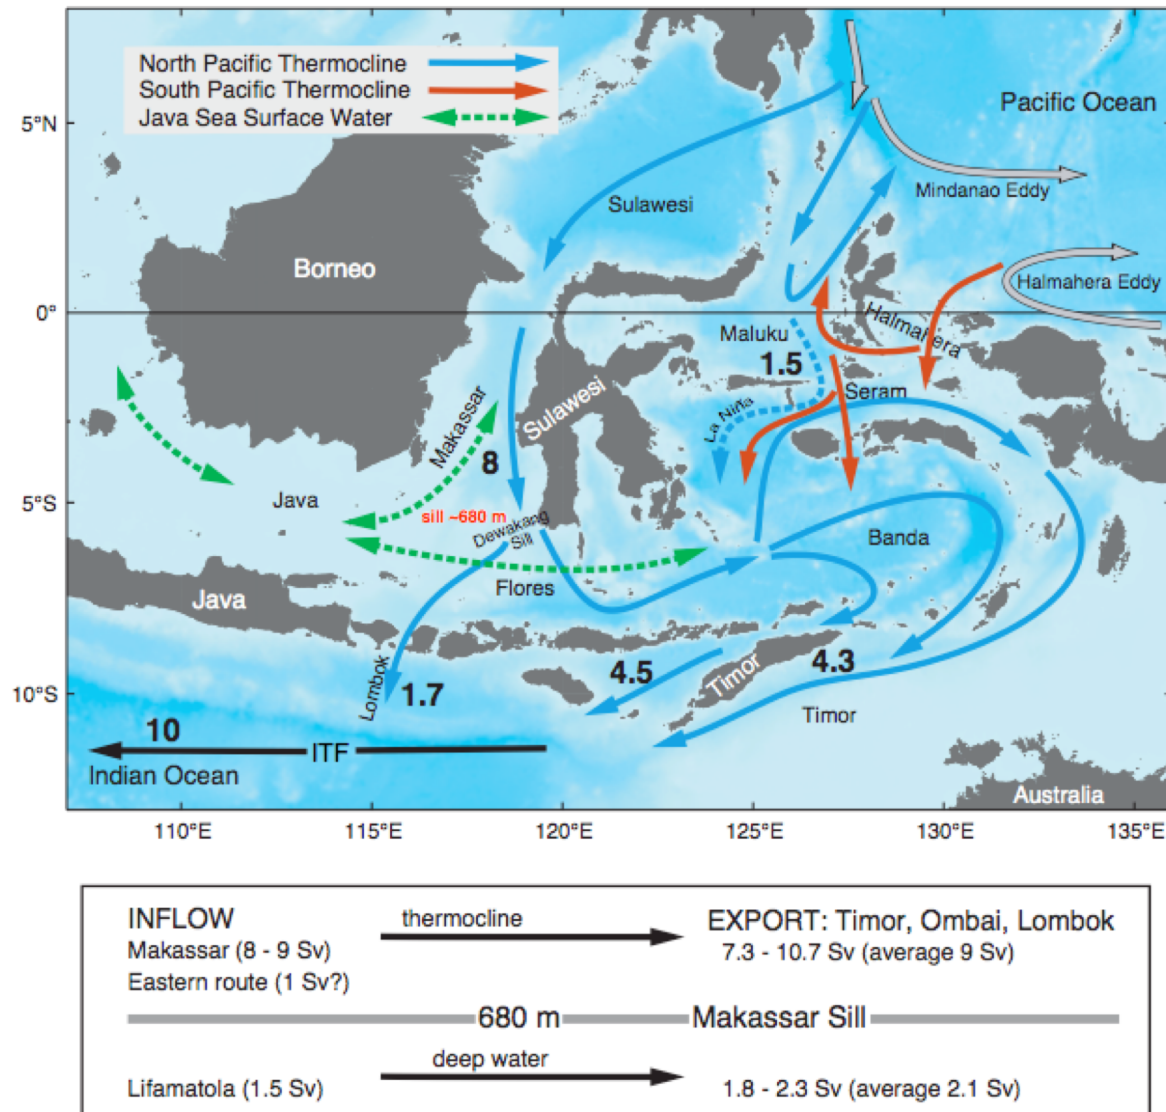 North Pacific Thermocline
South Pacific Thermocline
Java Sea Surface Water
Pacific Ocean
5°N
Mindanao Eddy
Sulawesi
Borneo
Halmahera Eddy
0°
Halmahera
Maluku
1.5
Seram
Makassar
Sulawesi
La Niña
8
5°S
Java
sill ~680 m
Dewakang
Sill
Banda
Flores
Java
4.5
Timor
4.3
10°S
Lombok
1.7
Timor
10
ITF
Indian Ocean
Australia
110°E
115°E
120°E
125°E
130°E
135°E
INFLOW
thermocline
EXPORT: Timor, Ombai, Lombok
Makassar (8 - 9 Sv)
7.3 - 10.7 Sv (average 9 Sv)
Eastern route (1 Sv?)
680 m
Makassar Sill
deep water
Lifamatola (1.5 Sv)
1.8 - 2.3 Sv (average 2.1 Sv)